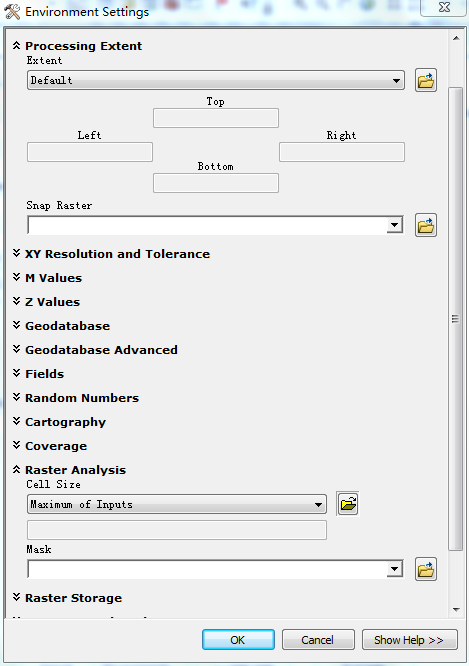 Environment Settings
Processing Extent
Extent
Default
Top
Left
Right
Bottom
Snap Raster
XY Resolution and Tolerance
M Values
Z Values
Geodatabase
Geodatabase Advanced
Fields
Random Numbers
Cartography
Coverage
Raster Analysis
Cell Size
Maximum of Inputs
Mask
Raster Storage
OK
Cancel
Show Help >>